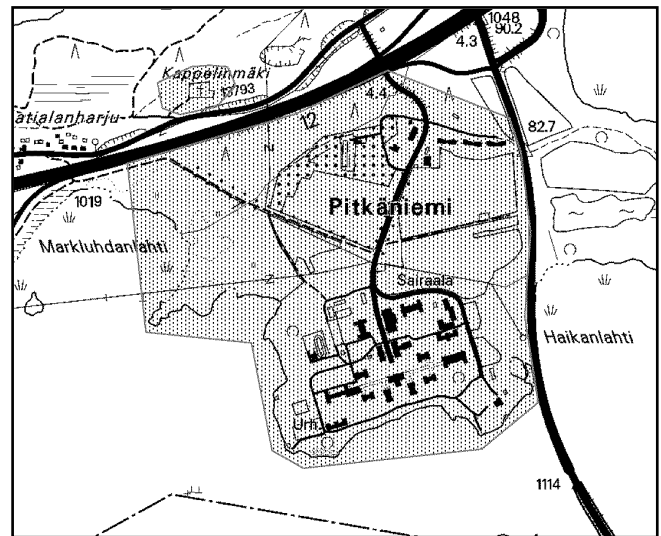 1048
90.2
4.3
Kappelinmäki
13793
4.4
atialanharju
12
82.7
1019
Pitkäniemi
Markluhdanlahti
Sairaala
Haikanlahti
Urh.
1114